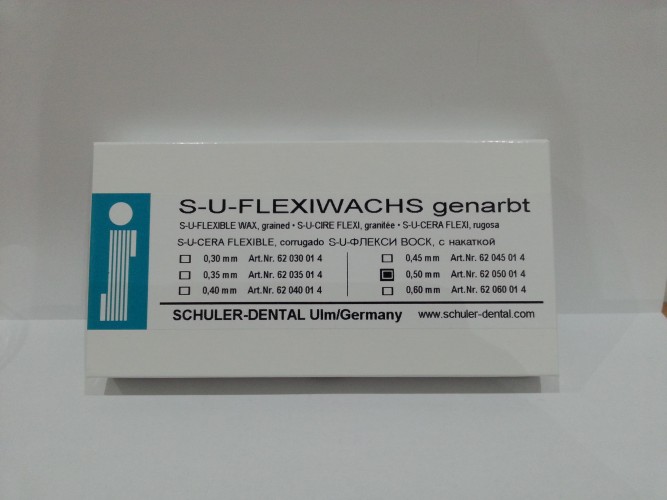 S-U-FLEXIWACHS genarbt
S-U-FLEXIBLE WAX, grained • S-U-CIRE FLEXI, granitée • S-U-CERA FLEXI, rugosa
S-U-CERA FLEXIBLE, corrugado S-U-ФЛЕКСИ ВОСК, с накаткой
0,30 mm Art.Nr. 62 030 01 4
0,35 mm Art.Nr. 62 035 01 4
0,40 mm Art.Nr. 62 040 01 4
0,45 mm Art.Nr. 62 045 01 4
0,50 mm Art.Nr. 62 050 01 4
0,60 mm Art.Nr. 62 060 01 4
SCHULER-DENTAL Ulm/Germany www.schuler-dental.com